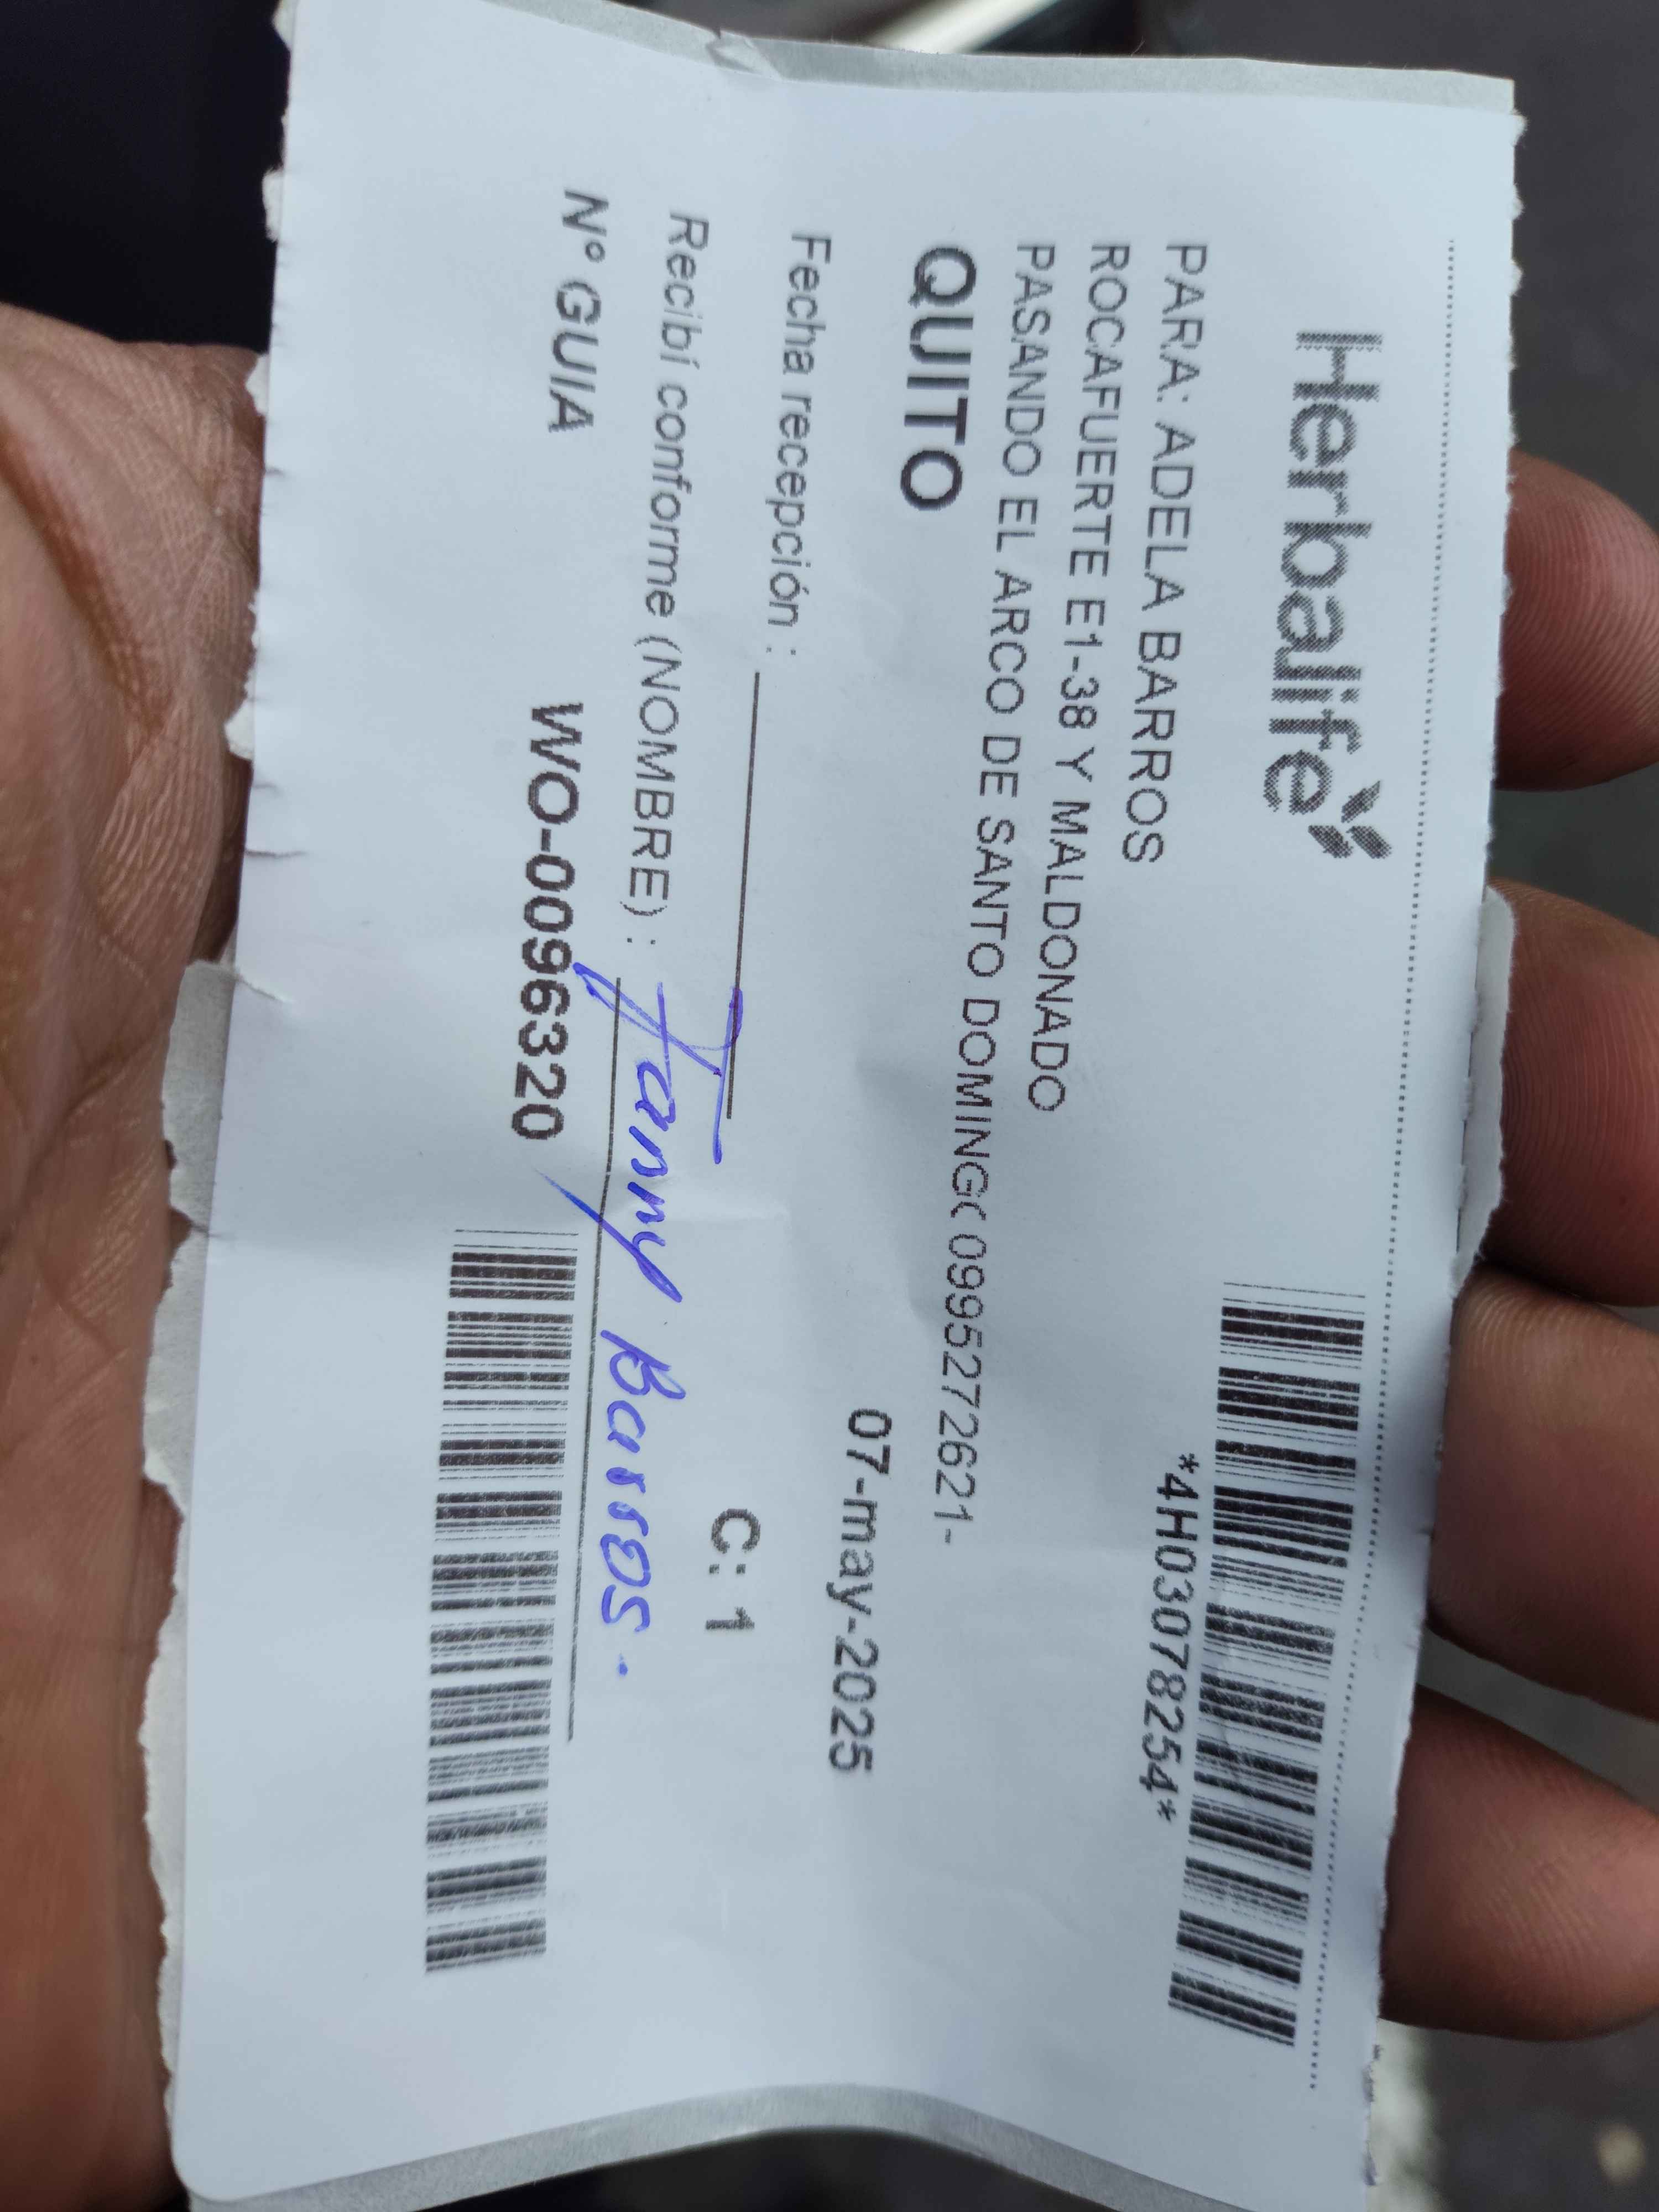 Herbalife
*4H03078254*
PARA: ADELA BARROS
ROCAFUERTE E1-38 Y MALDONADO
PASANDO EL ARCO DE SANTO DOMINGC 0995272621-
QUITO
07-may-2025
Fecha recepción :
C: 1
Recibí conforme (NOMBRE) : Fanny Barros.
Nº GUIA WO-0096320